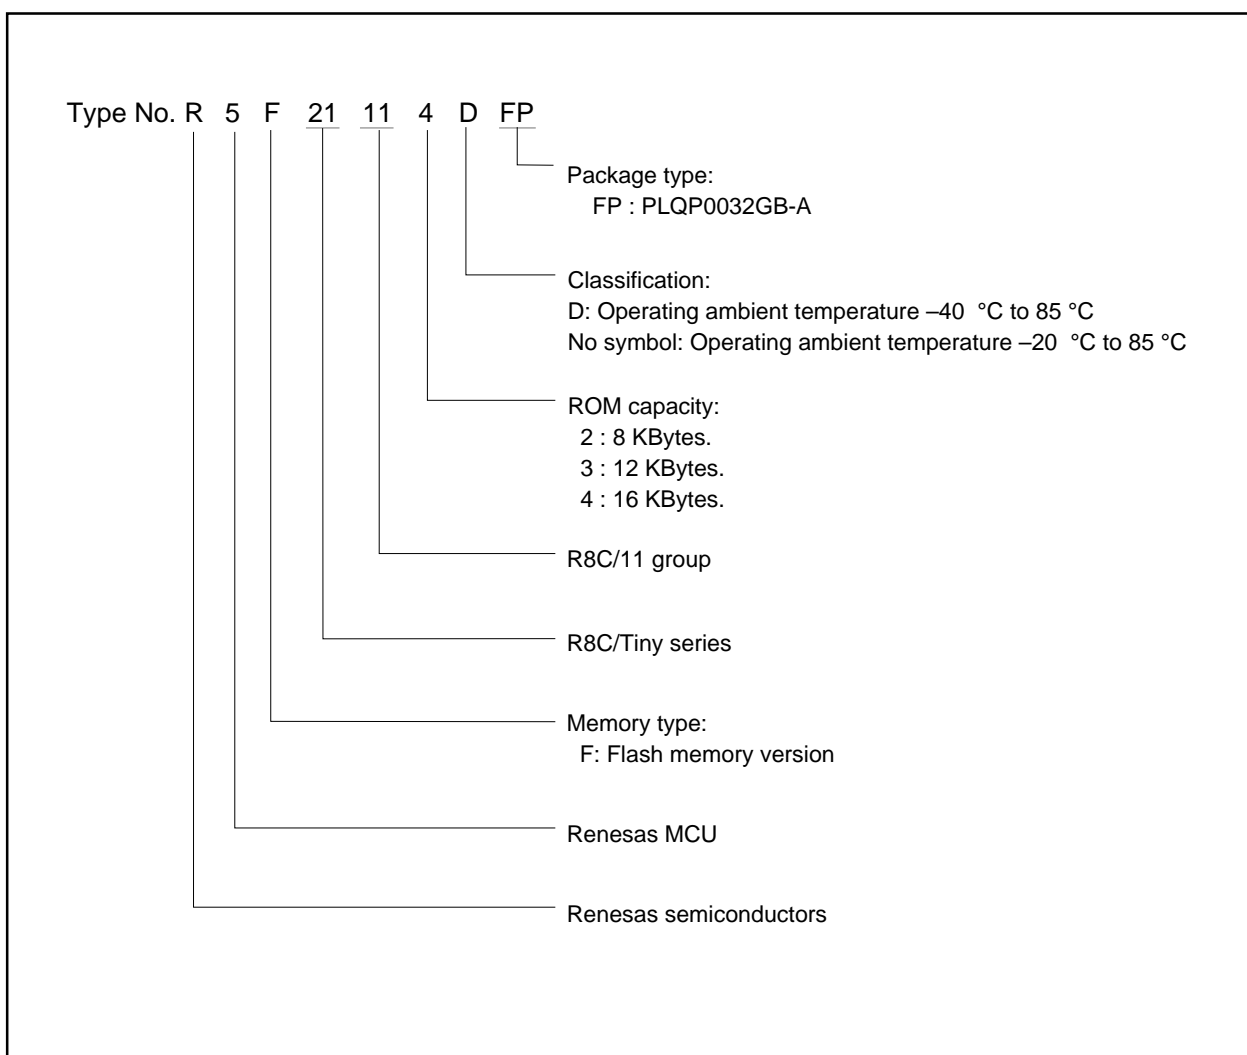 Type No. R 5 F 21 11 4 D FP
Package type:
FP : PLQP0032GB-A
Classification:
D: Operating ambient temperature –40 °C to 85 °C
No symbol: Operating ambient temperature –20 °C to 85 °C
ROM capacity:
2 : 8 KBytes.
3 : 12 KBytes.
4 : 16 KBytes.
R8C/11 group
R8C/Tiny series
Memory type:
F: Flash memory version
Renesas MCU
Renesas semiconductors